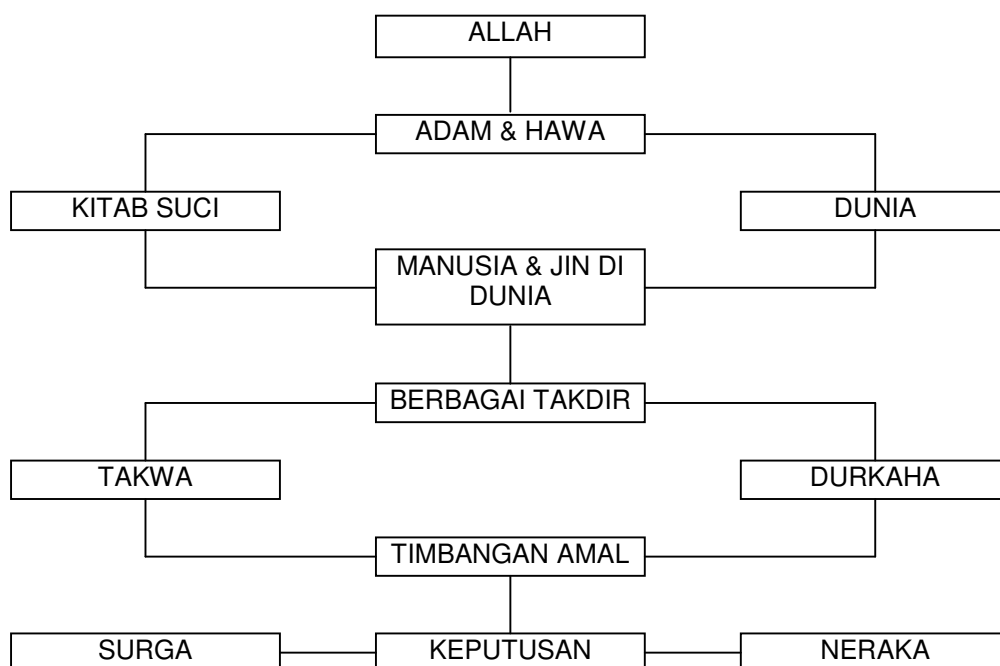 ALLAH
ADAM & HAWA
KITAB SUCI
DUNIA
MANUSIA & JIN DI
DUNIA
BERBAGAI TAKDIR
TAKWA
DURKAHA
TIMBANGAN AMAL
SURGA
KEPUTUSAN
NERAKA